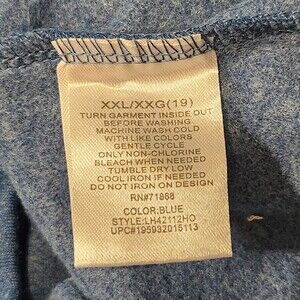 XXL/XXG(19)
TURN GARMENT INSIDE OUT
BEFORE WASHING
MACHINE WASH COLD
WITH LIKE COLORS
GENTLE CYCLE
ONLY NON-CHLORINE
BLEACH WHEN NEEDED
TUMBLE DRY LOW
COOL IRON IF NEEDED
DO NOT IRON ON DESIGN
RN#71868
COLOR:BLUE
STYLE:LH42112HO
UPC#195932015113